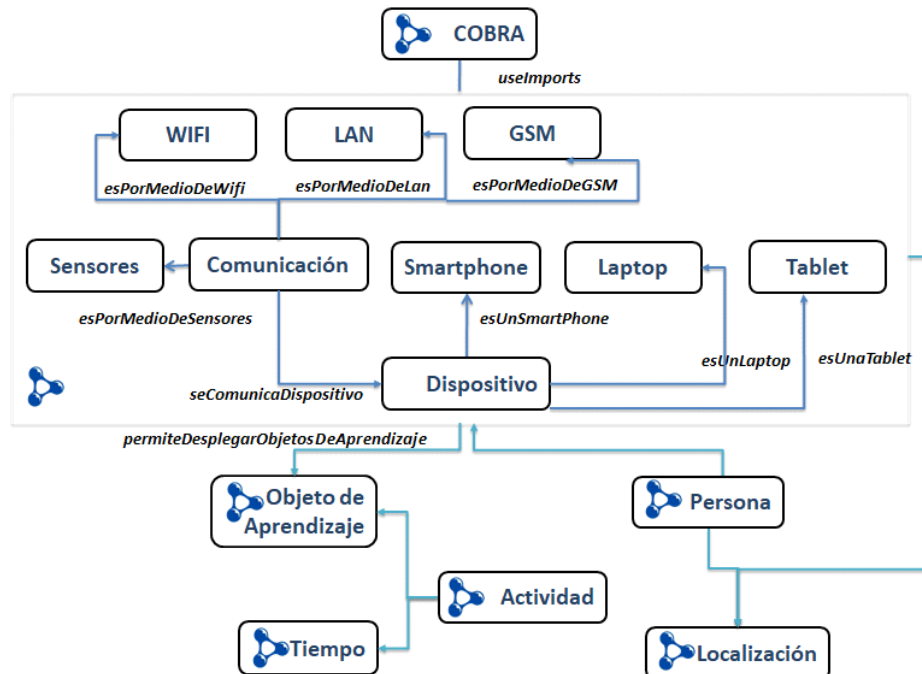 COBRA
useImports
WIFI
LAN
GSM
esPorMedioDeWifi
esPorMedioDeLan
esPorMedioDeGSM
Sensores
Comunicación
Smartphone
Laptop
Tablet
esPorMedioDeSensores
esUnSmartPhone
esUnLaptop
esUnaTablet
Dispositivo
seComunicaDispositivo
permiteDesplegarObjetosDeAprendizaje
Objeto de
Aprendizaje
Persona
Actividad
Tiempo
Localización